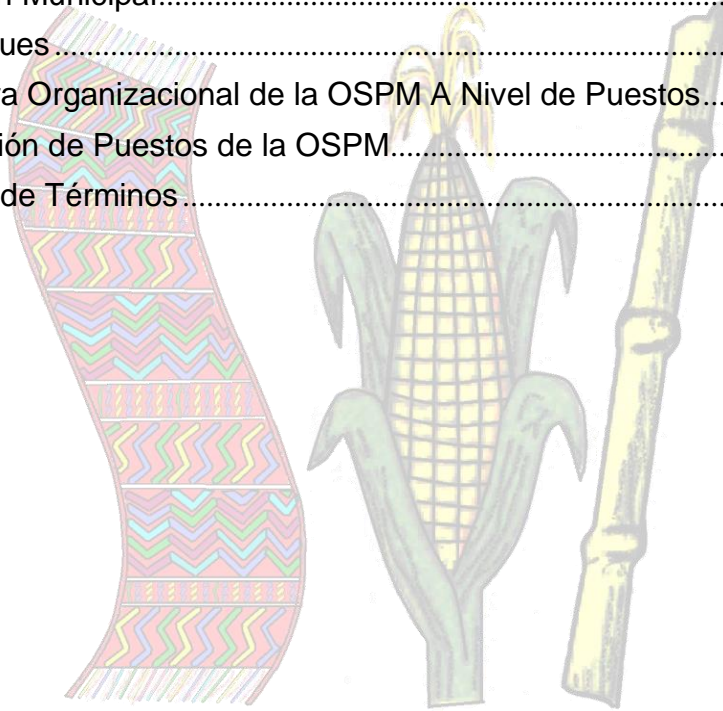 Municipal....................................................................
ues....................................................................................
a Organizacional de la OSPM A Nivel de Puestos...
ión de Puestos de la OSPM...........................................
de Términos......................................................................